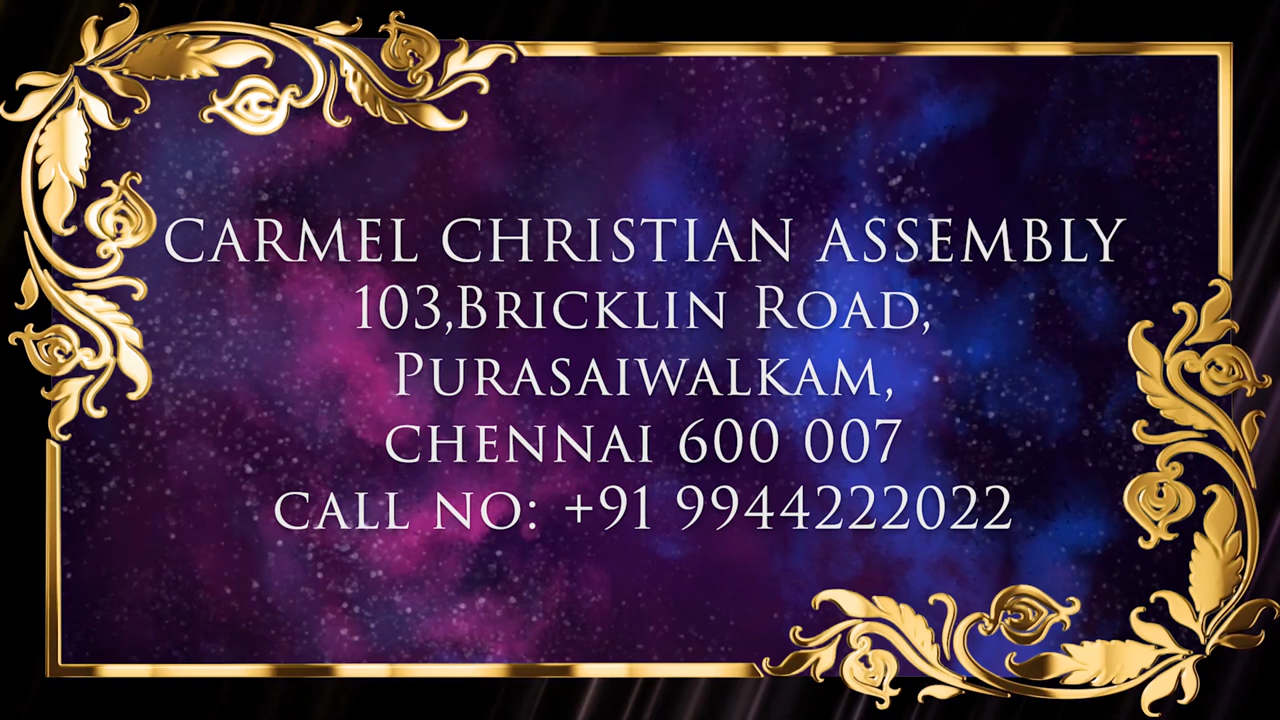 CARMEL CHRISTIAN ASSEMBLY
103,BRICKLIN ROAD,
PURASAIWALKAM,
CHENNAI 600 007
CALL NO: +91 9944222022